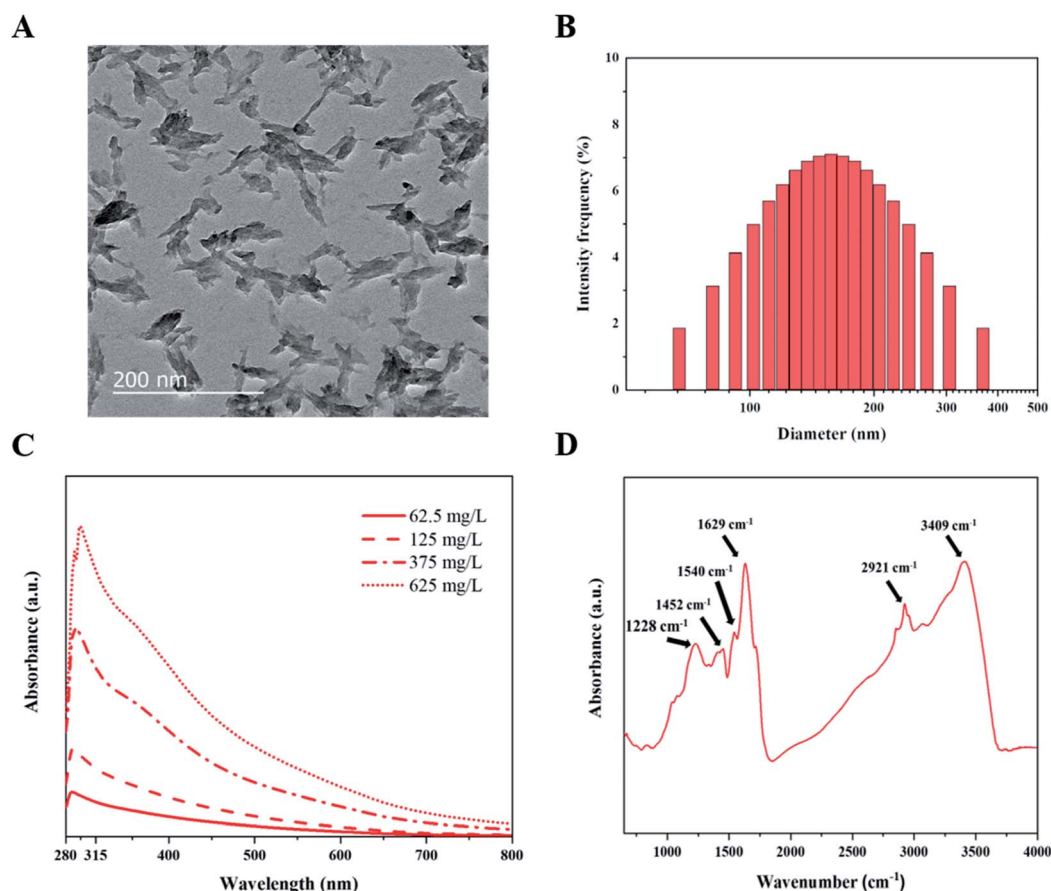 A
200 nm
B
10
8
6
4
2
0
Intensity frequency (%)
100
200
300
400
500
Diameter (nm)
C
62.5 mg/L
125 mg/L
375 mg/L
625 mg/L
Absorbance (a.u.)
280
315
400
500
600
700
800
Wavelength (nm)
D
1629 cm⁻¹
3409 cm⁻¹
1540 cm⁻¹
2921 cm⁻¹
1452 cm⁻¹
1228 cm⁻¹
Absorbance (a.u.)
1000
1500
2000
2500
3000
3500
4000
Wavenumber (cm⁻¹)